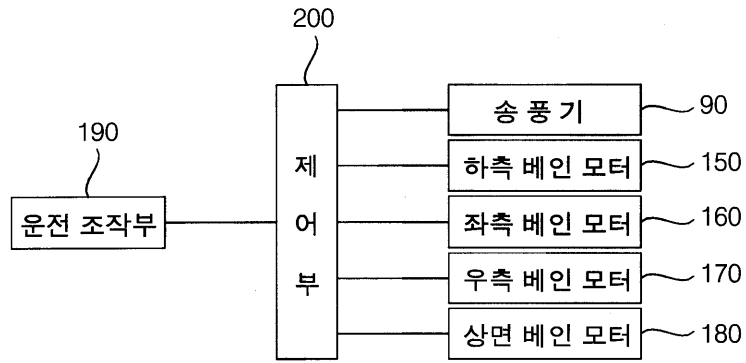 200
190
운전 조작부
제
어
부
송 풍 기 90
하측 베인 모터 150
좌측 베인 모터 160
우측 베인 모터 170
상면 베인 모터 180